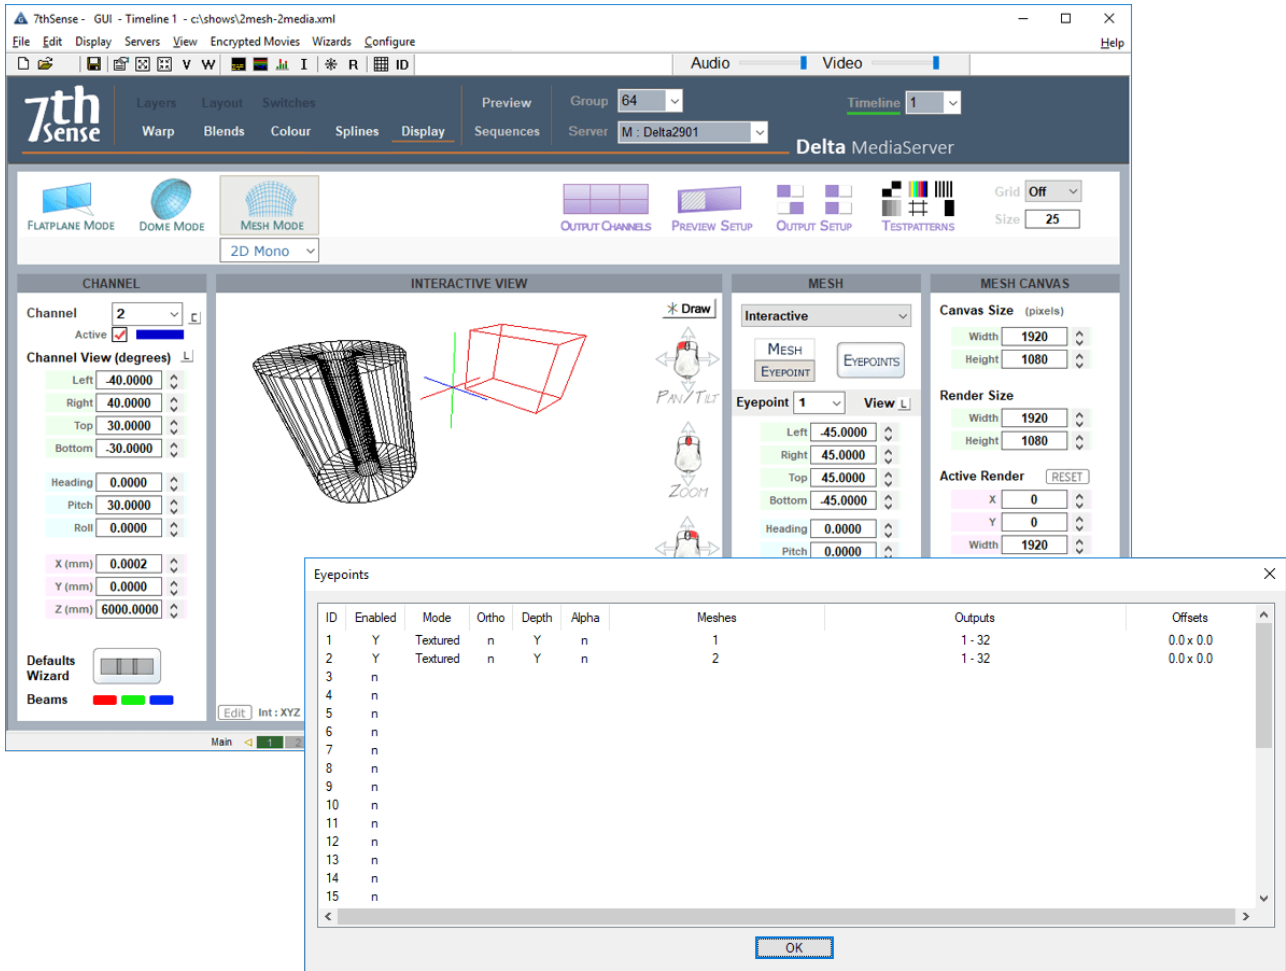 7thSense - GUI - Timeline 1 - c:\shows\2mesh-2media.xml
File Edit Display Servers View Encrypted Movies Wizards Configure
Help
V W I R ID
Audio Video
7th Sense
Layers Layout Switches Preview Group 64 Timeline 1
Warp Blends Colour Splines Display Sequences Server M : Delta2901
Delta MediaServer
FLATPLANE MODE DOME MODE MESH MODE OUTPUT CHANNELS PREVIEW SETUP OUTPUT SETUP TESTPATTERNS
Grid Off
Size 25
2D Mono
CHANNEL
Channel 2 C
Active
Channel View (degrees) L
Left -40.0000
Right 40.0000
Top 30.0000
Bottom -30.0000
Heading 0.0000
Pitch 30.0000
Roll 0.0000
X (mm) 0.0002
Y (mm) 0.0000
Z (mm) 6000.0000
Defaults
Wizard
Beams
INTERACTIVE VIEW
Draw
PAN/TILT
ZOOM
Edit Int : XYZ
Main 1 2
MESH
Interactive
MESH
EYEPOINT
EYEPOINTS
Eyepoint 1 View L
Left -45.0000
Right 45.0000
Top 45.0000
Bottom -45.0000
Heading 0.0000
Pitch 0.0000
MESH CANVAS
Canvas Size (pixels)
Width 1920
Height 1080
Render Size
Width 1920
Height 1080
Active Render RESET
X 0
Y 0
Width 1920
Eyepoints
ID Enabled Mode Ortho Depth Alpha Meshes Outputs Offsets
1 Y Textured n Y n 1 1 - 32 0.0 x 0.0
2 Y Textured n Y n 2 1 - 32 0.0 x 0.0
3 n
4 n
5 n
6 n
7 n
8 n
9 n
10 n
11 n
12 n
13 n
14 n
15 n
OK